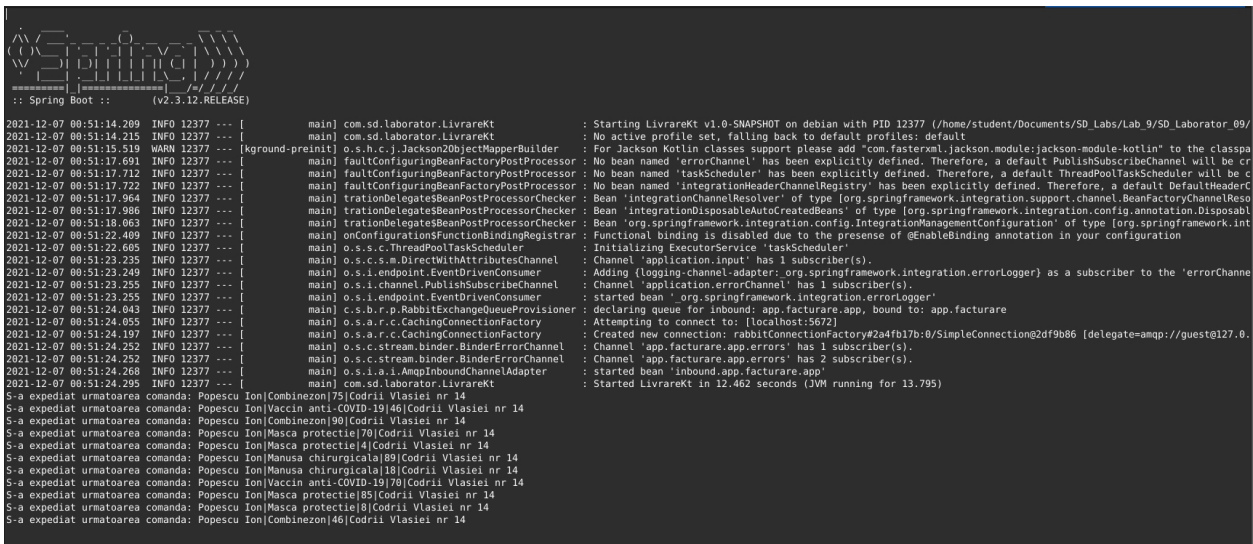 :: Spring Boot ::        (v2.3.12.RELEASE)
2021-12-07 00:51:14.209  INFO 12377 --- [           main] com.sd.laborator.LivrareKt               : Starting LivrareKt v1.0-SNAPSHOT on debian with PID 12377 (/home/student/Documents/SD_Labs/Lab_9/SD_Laborator_09/
2021-12-07 00:51:14.215  INFO 12377 --- [           main] com.sd.laborator.LivrareKt               : No active profile set, falling back to default profiles: default
2021-12-07 00:51:15.519  WARN 12377 --- [kground-preinit] o.s.h.c.j.Jackson2ObjectMapperBuilder    : For Jackson Kotlin classes support please add "com.fasterxml.jackson.module:jackson-module-kotlin" to the classpa
2021-12-07 00:51:17.691  INFO 12377 --- [           main] faultConfiguringBeanFactoryPostProcessor : No bean named 'errorChannel' has been explicitly defined. Therefore, a default PublishSubscribeChannel will be cr
2021-12-07 00:51:17.712  INFO 12377 --- [           main] faultConfiguringBeanFactoryPostProcessor : No bean named 'taskScheduler' has been explicitly defined. Therefore, a default ThreadPoolTaskScheduler will be c
2021-12-07 00:51:17.722  INFO 12377 --- [           main] faultConfiguringBeanFactoryPostProcessor : No bean named 'integrationHeaderChannelRegistry' has been explicitly defined. Therefore, a default DefaultHeaderC
2021-12-07 00:51:17.964  INFO 12377 --- [           main] trationDelegate$BeanPostProcessorChecker : Bean 'integrationChannelResolver' of type [org.springframework.integration.support.channel.BeanFactoryChannelReso
2021-12-07 00:51:17.986  INFO 12377 --- [           main] trationDelegate$BeanPostProcessorChecker : Bean 'integrationDisposableAutoCreatedBeans' of type [org.springframework.integration.config.annotation.Disposabl
2021-12-07 00:51:18.063  INFO 12377 --- [           main] trationDelegate$BeanPostProcessorChecker : Bean 'org.springframework.integration.config.IntegrationManagementConfiguration' of type [org.springframework.int
2021-12-07 00:51:22.409  INFO 12377 --- [           main] onConfiguration$FunctionBindingRegistrar : Functional binding is disabled due to the presense of @EnableBinding annotation in your configuration
2021-12-07 00:51:22.605  INFO 12377 --- [           main] o.s.s.c.ThreadPoolTaskScheduler          : Initializing ExecutorService 'taskScheduler'
2021-12-07 00:51:23.235  INFO 12377 --- [           main] o.s.c.s.m.DirectWithAttributesChannel    : Channel 'application.input' has 1 subscriber(s).
2021-12-07 00:51:23.249  INFO 12377 --- [           main] o.s.i.endpoint.EventDrivenConsumer       : Adding {logging-channel-adapter:_org.springframework.integration.errorLogger} as a subscriber to the 'errorChanne
2021-12-07 00:51:23.255  INFO 12377 --- [           main] o.s.i.channel.PublishSubscribeChannel    : Channel 'application.errorChannel' has 1 subscriber(s).
2021-12-07 00:51:23.255  INFO 12377 --- [           main] o.s.i.endpoint.EventDrivenConsumer       : started bean '_org.springframework.integration.errorLogger'
2021-12-07 00:51:24.043  INFO 12377 --- [           main] c.s.b.r.p.RabbitExchangeQueueProvisioner : declaring queue for inbound: app.facturare.app, bound to: app.facturare
2021-12-07 00:51:24.055  INFO 12377 --- [           main] o.s.a.r.c.CachingConnectionFactory       : Attempting to connect to: [localhost:5672]
2021-12-07 00:51:24.197  INFO 12377 --- [           main] o.s.a.r.c.CachingConnectionFactory       : Created new connection: rabbitConnectionFactory#2a4fb17b:0/SimpleConnection@2df9b86 [delegate=amqp://guest@127.0.
2021-12-07 00:51:24.252  INFO 12377 --- [           main] o.s.c.stream.binder.BinderErrorChannel   : Channel 'app.facturare.app.errors' has 1 subscriber(s).
2021-12-07 00:51:24.252  INFO 12377 --- [           main] o.s.c.stream.binder.BinderErrorChannel   : Channel 'app.facturare.app.errors' has 2 subscriber(s).
2021-12-07 00:51:24.268  INFO 12377 --- [           main] o.s.i.a.i.AmqpInboundChannelAdapter      : started bean 'inbound.app.facturare.app'
2021-12-07 00:51:24.295  INFO 12377 --- [           main] com.sd.laborator.LivrareKt               : Started LivrareKt in 12.462 seconds (JVM running for 13.795)
S-a expediat urmatoarea comanda: Popescu Ion|Combinezon|75|Codrii Vlasiei nr 14
S-a expediat urmatoarea comanda: Popescu Ion|Vaccin anti-COVID-19|46|Codrii Vlasiei nr 14
S-a expediat urmatoarea comanda: Popescu Ion|Combinezon|90|Codrii Vlasiei nr 14
S-a expediat urmatoarea comanda: Popescu Ion|Masca protectie|70|Codrii Vlasiei nr 14
S-a expediat urmatoarea comanda: Popescu Ion|Masca protectie|4|Codrii Vlasiei nr 14
S-a expediat urmatoarea comanda: Popescu Ion|Manusa chirurgicala|89|Codrii Vlasiei nr 14
S-a expediat urmatoarea comanda: Popescu Ion|Manusa chirurgicala|18|Codrii Vlasiei nr 14
S-a expediat urmatoarea comanda: Popescu Ion|Vaccin anti-COVID-19|70|Codrii Vlasiei nr 14
S-a expediat urmatoarea comanda: Popescu Ion|Masca protectie|85|Codrii Vlasiei nr 14
S-a expediat urmatoarea comanda: Popescu Ion|Masca protectie|8|Codrii Vlasiei nr 14
S-a expediat urmatoarea comanda: Popescu Ion|Combinezon|46|Codrii Vlasiei nr 14